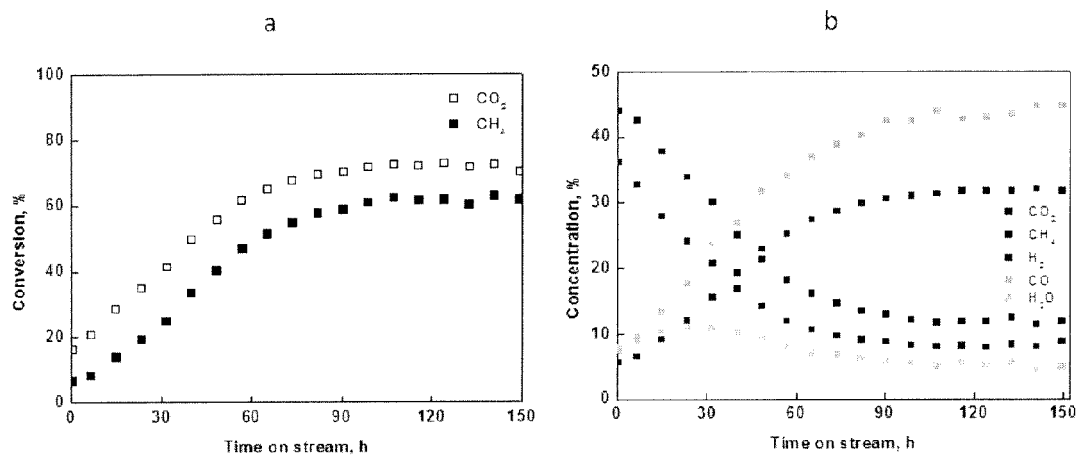 a
b
100
80
60
40
20
0
Conversion, %
CO₂
CH₄
0 30 60 90 120 150
Time on stream, h
50
40
30
20
10
0
Concentration, %
CO₂
CH₄
H₂
CO
H₂O
0 30 60 90 120 150
Time on stream, h